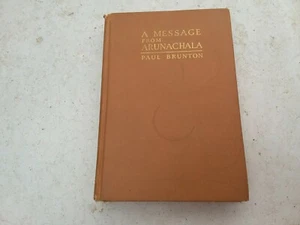 A MESSAGE
FROM
ARUNACHALA
PAUL BRUNTON